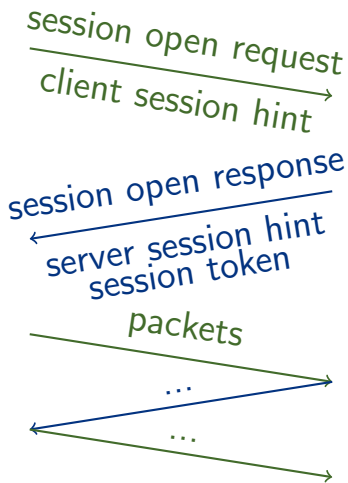 session open request
client session hint
session open response
server session hint
session token
packets
...
...